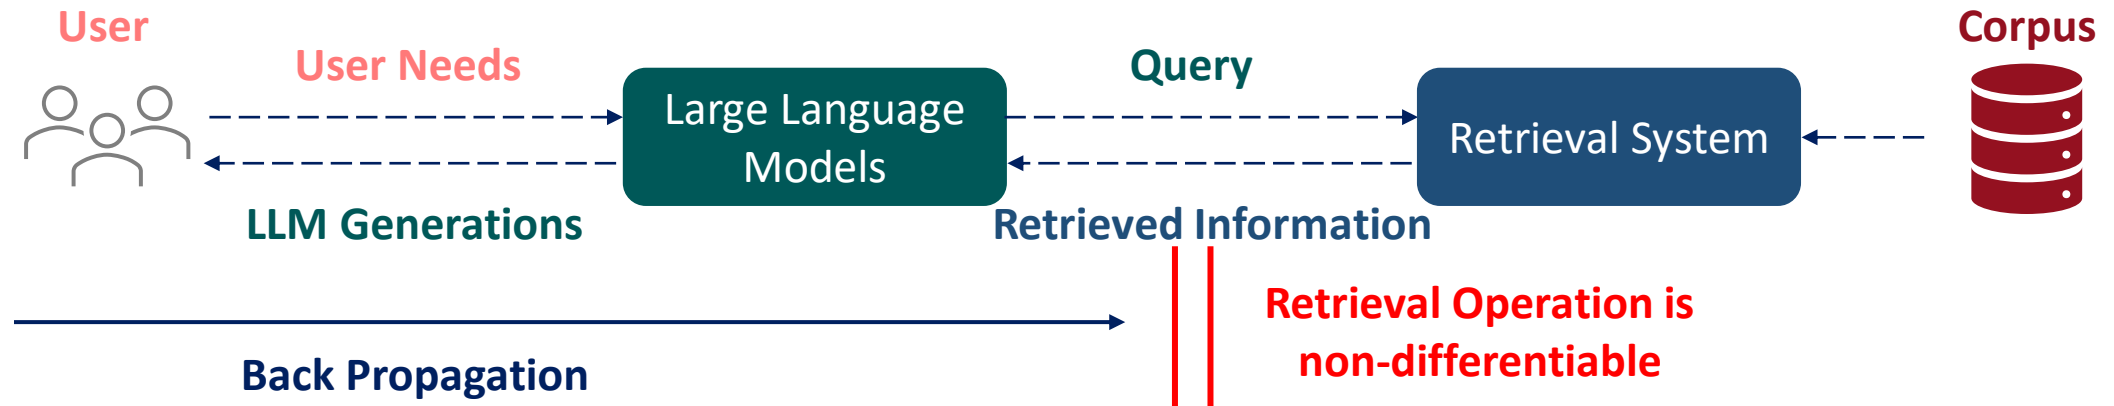 User
Corpus
User Needs
Query
Large Language
Models
Retrieval System
LLM Generations
Retrieved Information
Retrieval Operation is
non-differentiable
Back Propagation